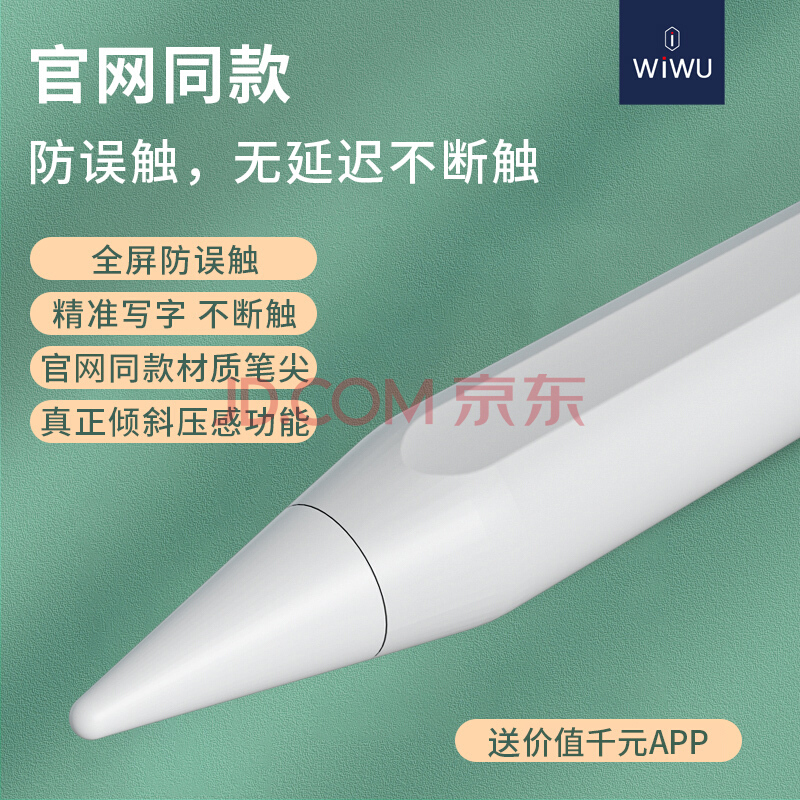 官网同款
WiWU
防误触，无延迟不断触
全屏防误触
精准写字 不断触
官网同款材质笔尖
JD.COM 京东
真正倾斜压感功能
送价值千元APP